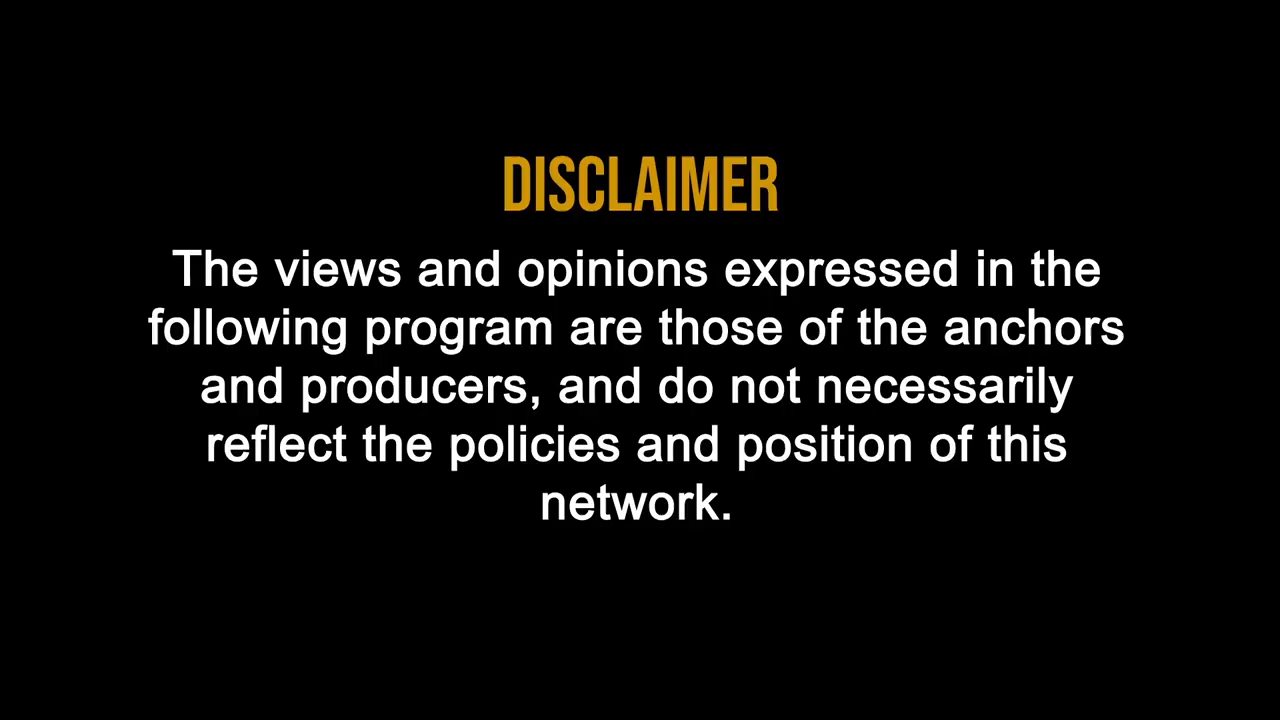 DISCLAIMER
The views and opinions expressed in the
following program are those of the anchors
and producers, and do not necessarily
reflect the policies and position of this
network.